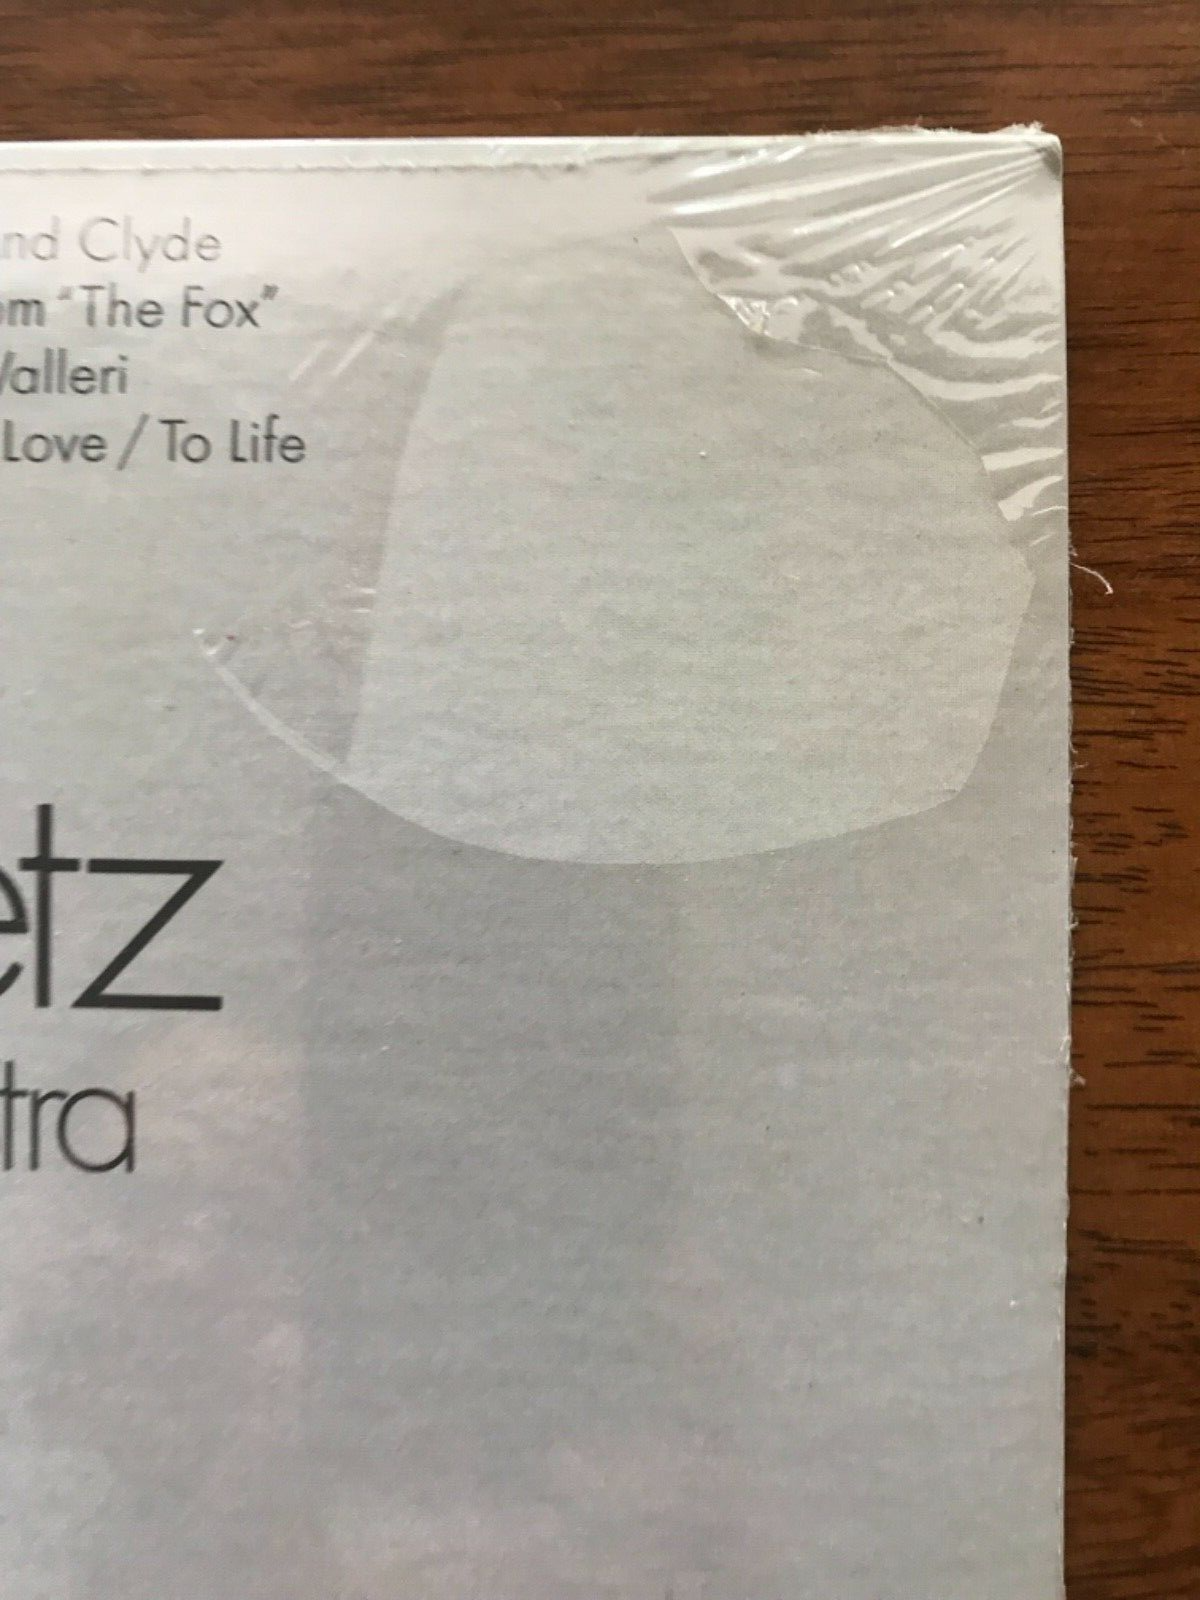 nd Clyde
om "The Fox"
Valleri
Love / To Life
etz
tra